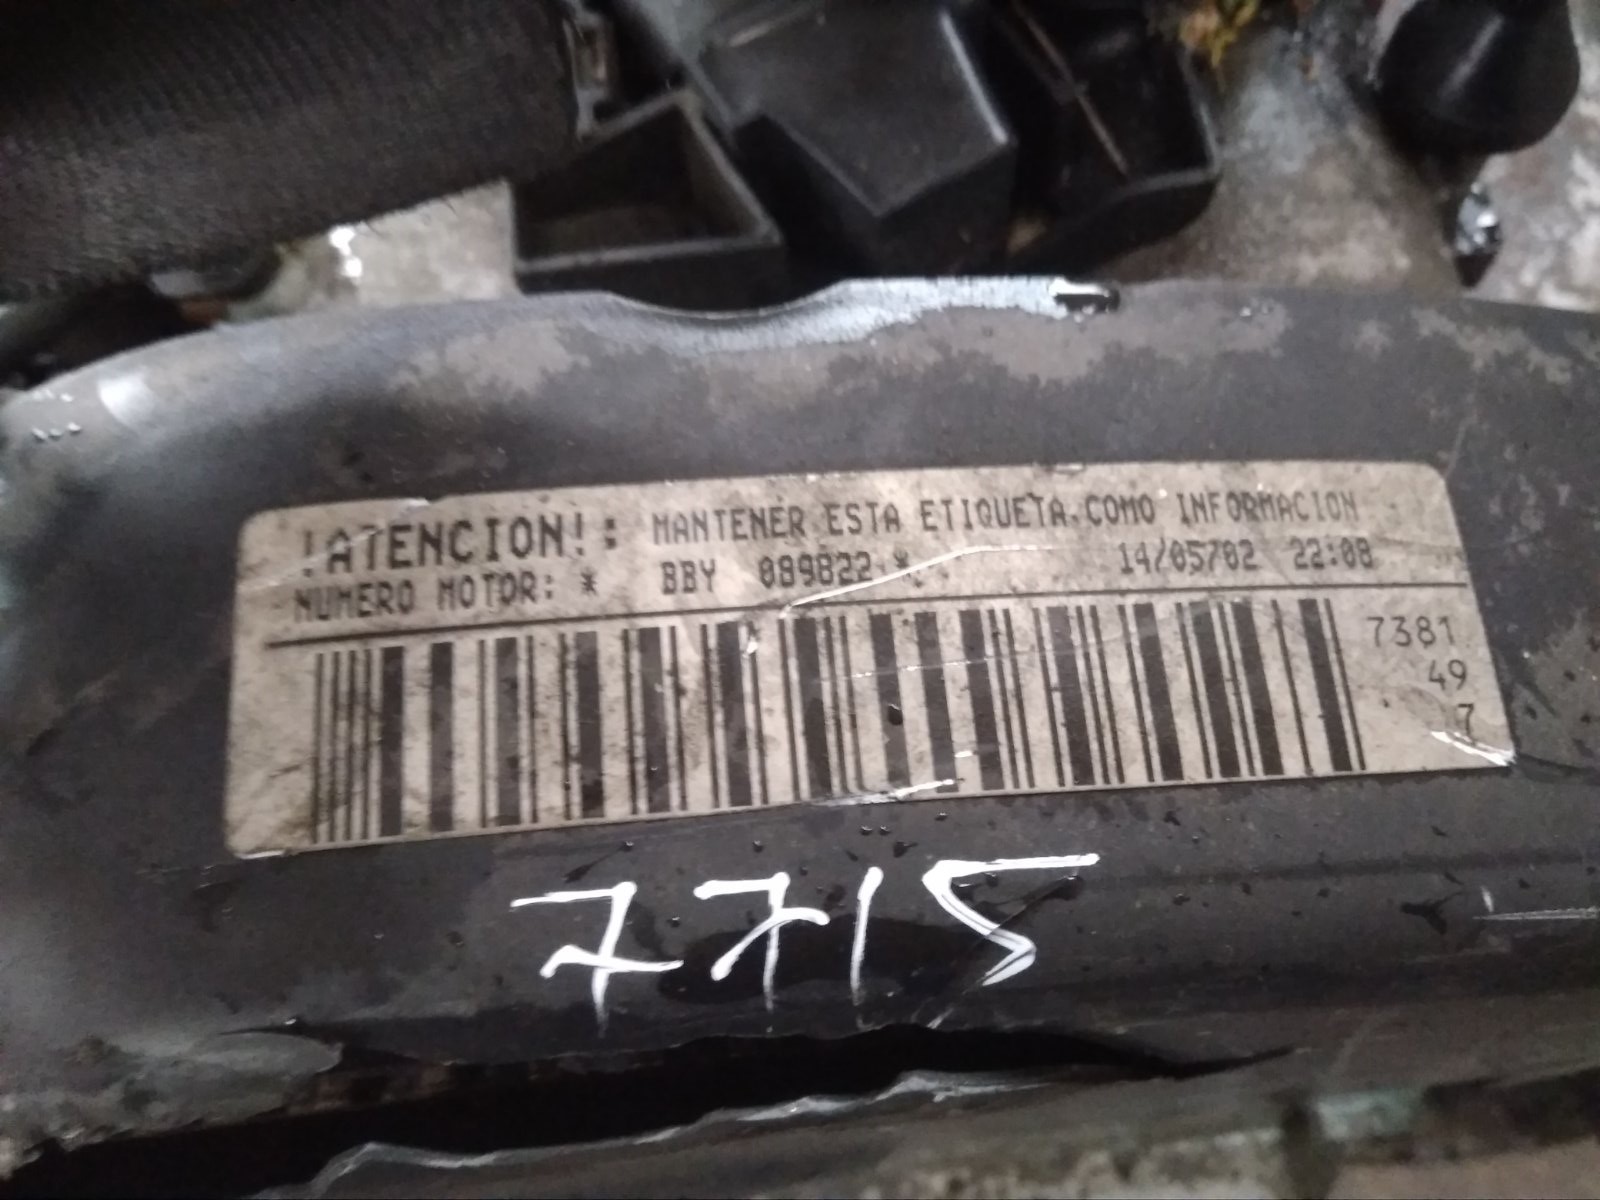 !ATENCION!: MANTENER ESTA ETIQUETA COMO INFORMACION
NUMERO MOTOR: * BBY 089822 * 14/05/02 22:08
7381
49
7
7715